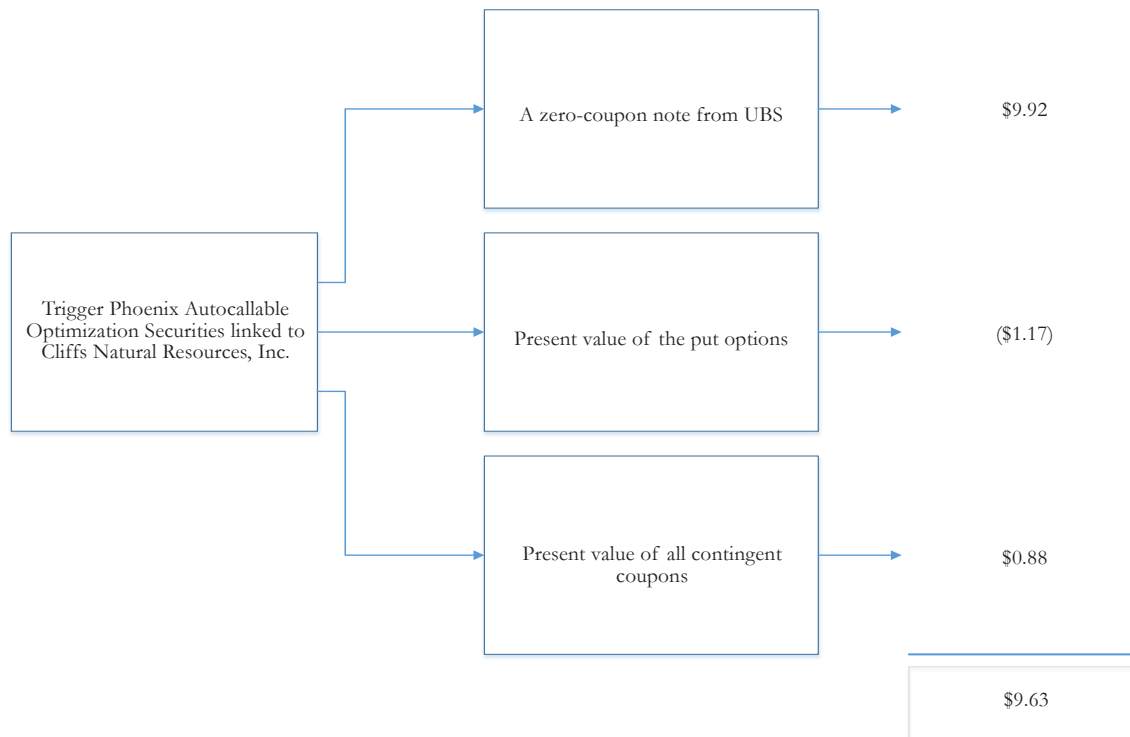 A zero-coupon note from UBS
$9.92
Trigger Phoenix Autocallable
Optimization Securities linked to
Cliffs Natural Resources, Inc.
Present value of the put options
($1.17)
Present value of all contingent
coupons
$0.88
$9.63